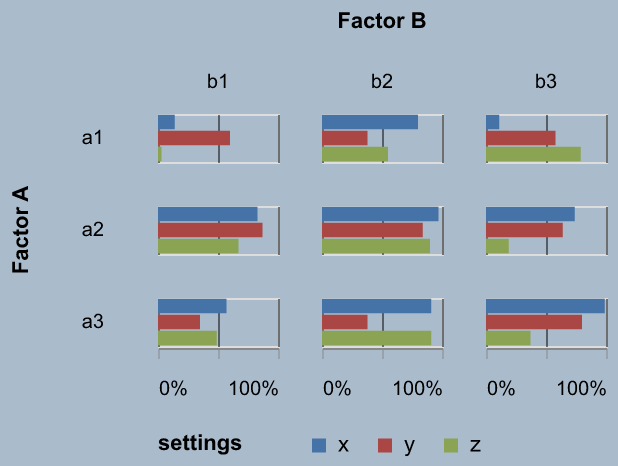 Factor B
b1 b2 b3
a1
a2
a3
Factor A
0% 100% 0% 100% 0% 100%
settings x y z